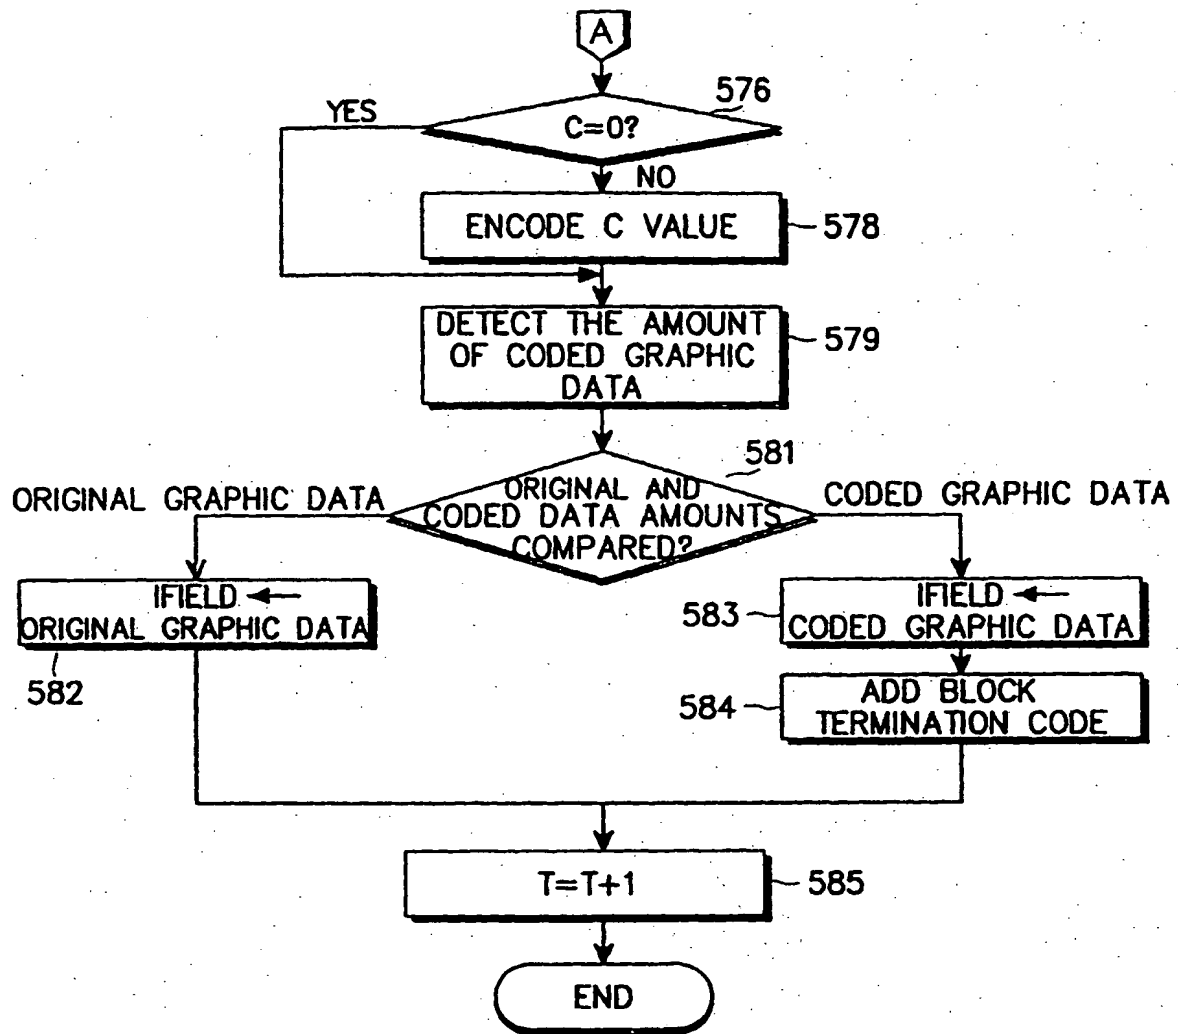 A
576
YES
C=0?
NO
ENCODE C VALUE
578
DETECT THE AMOUNT
OF CODED GRAPHIC
DATA
579
581
ORIGINAL GRAPHIC DATA
ORIGINAL AND
CODED DATA AMOUNTS
COMPARED?
CODED GRAPHIC DATA
IFIELD ←
ORIGINAL GRAPHIC DATA
582
583
IFIELD ←
CODED GRAPHIC DATA
584
ADD BLOCK
TERMINATION CODE
T=T+1
585
END